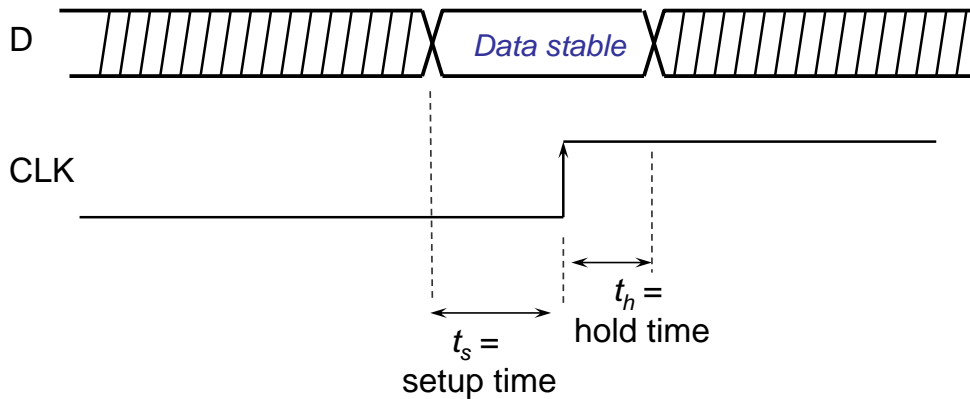 D
Data stable
CLK
t_h =
hold time
t_s =
setup time